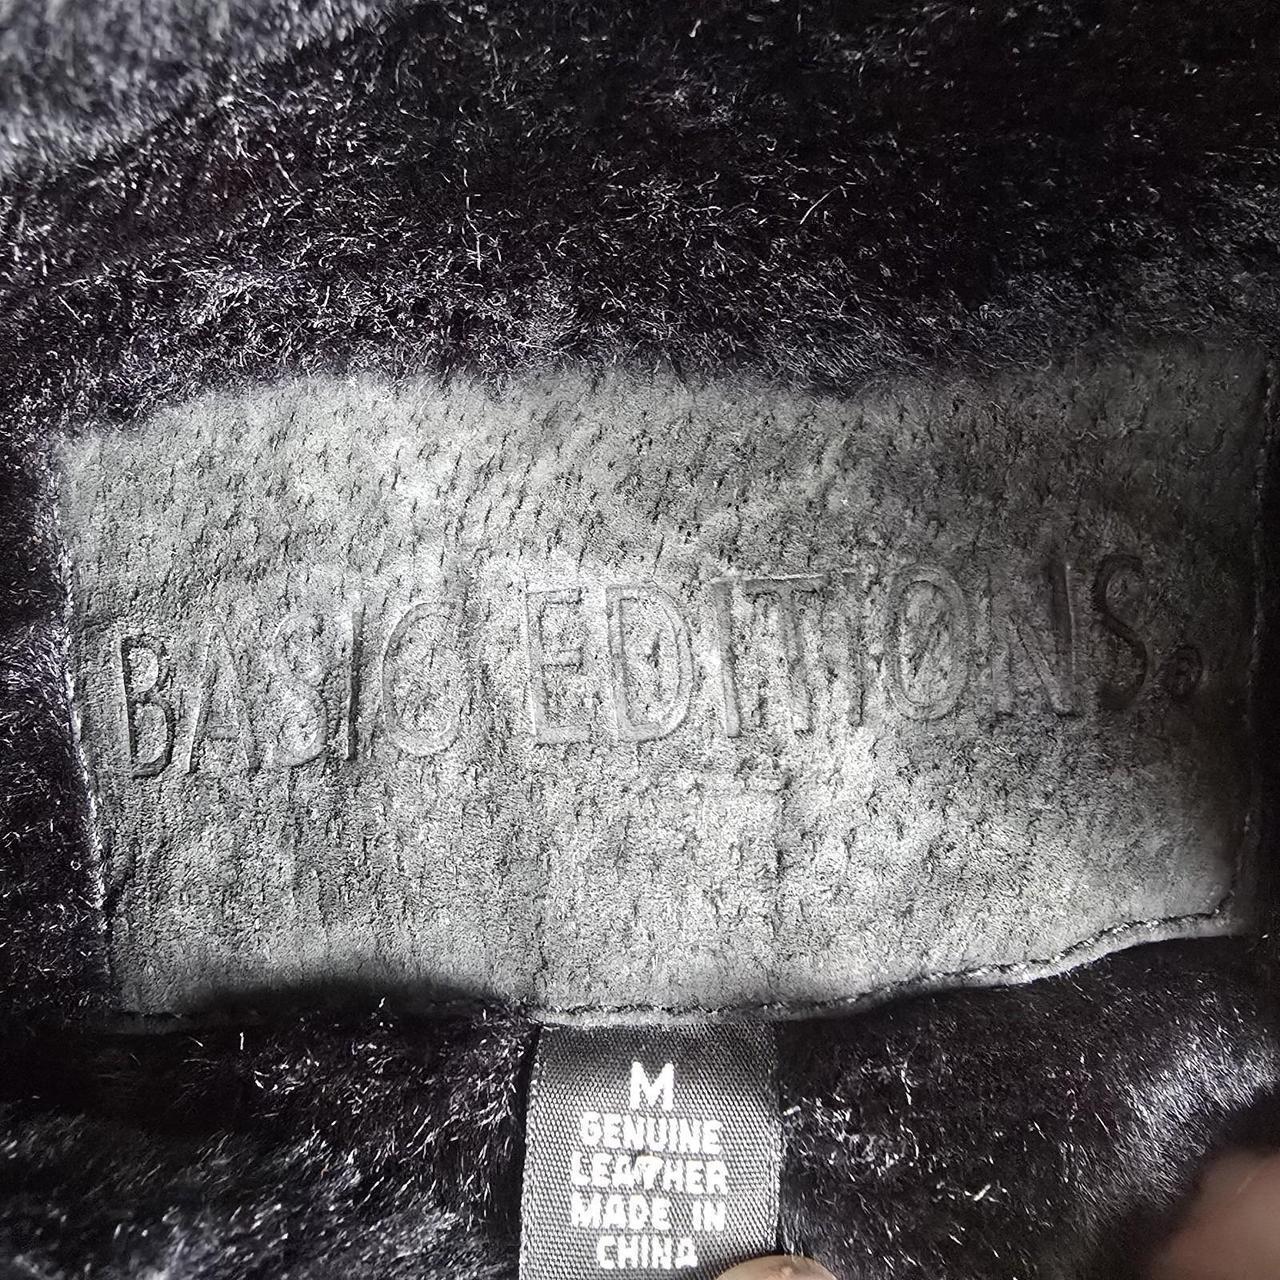 BASIC EDITIONS®
M
GENUINE
LEATHER
MADE IN
CHINA